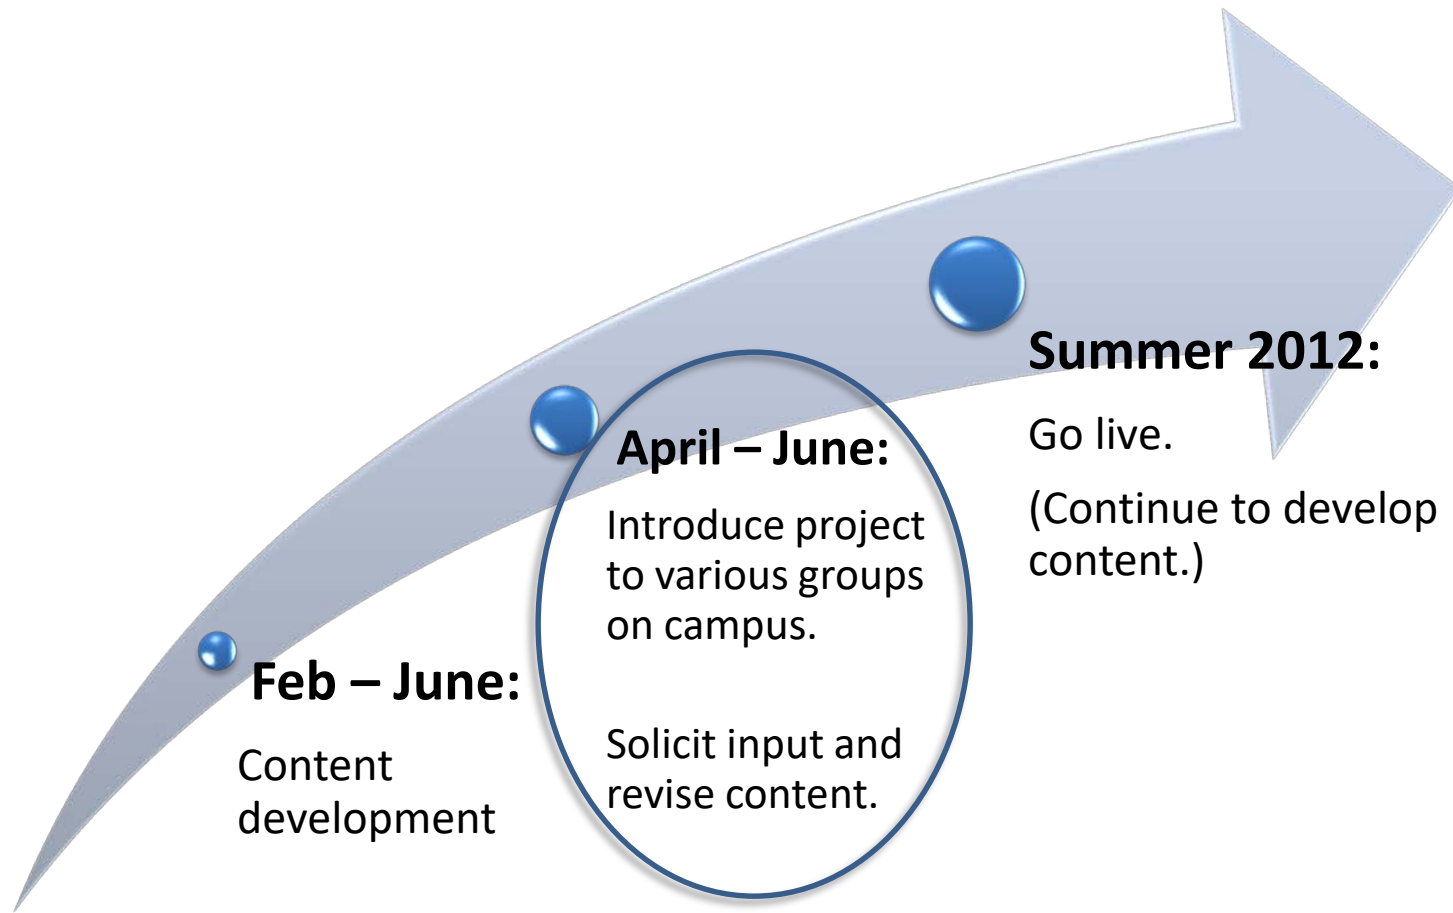 Feb – June:
Content
development
April – June:
Introduce project
to various groups
on campus.
Solicit input and
revise content.
Summer 2012:
Go live.
(Continue to develop
content.)